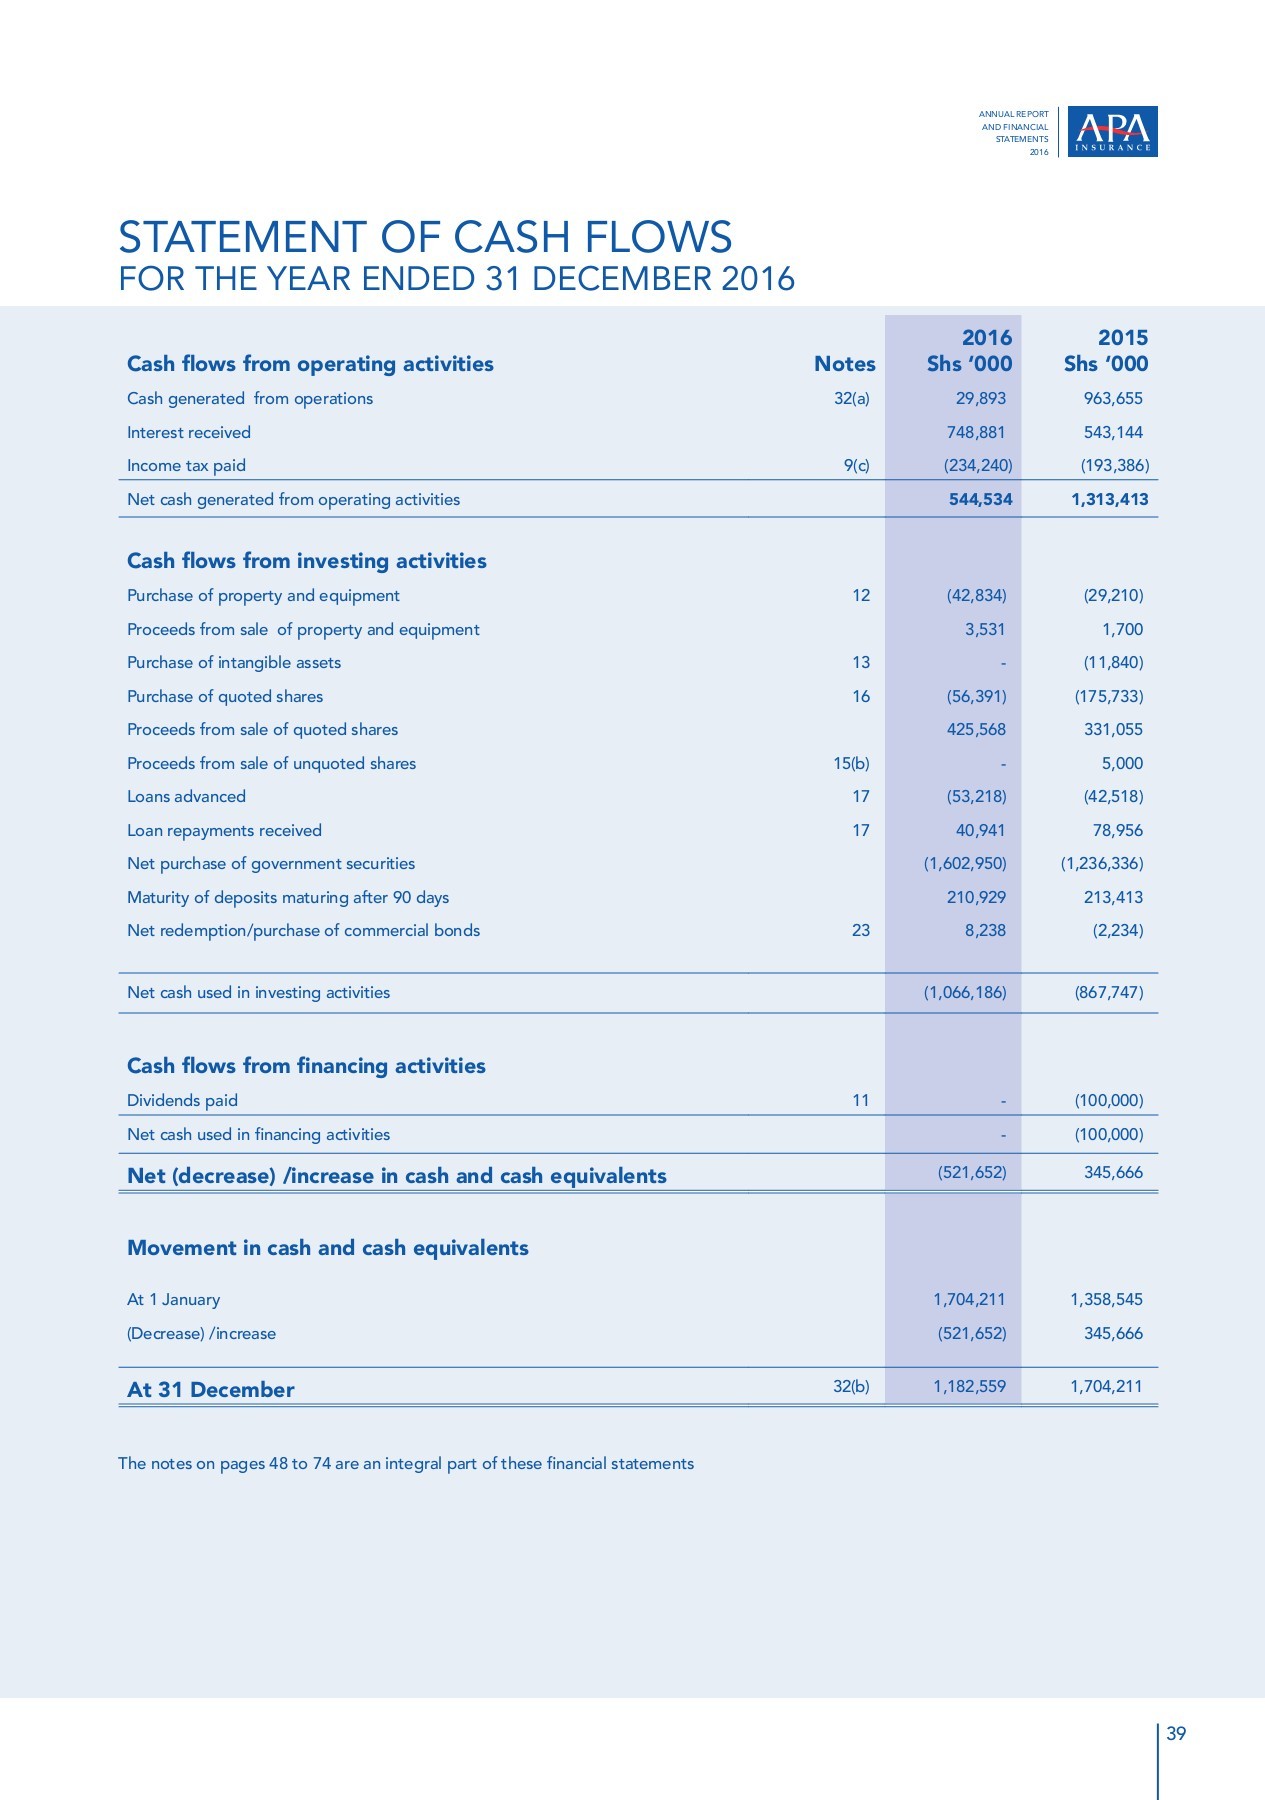 ANNUAL REPORT
AND FINANCIAL
STATEMENTS
2016
APA
INSURANCE
STATEMENT OF CASH FLOWS
FOR THE YEAR ENDED 31 DECEMBER 2016
2016 2015
Cash flows from operating activities Notes Shs ‘000 Shs ‘000
Cash generated from operations 32(a) 29,893 963,655
Interest received 748,881 543,144
Income tax paid 9(c) (234,240) (193,386)
Net cash generated from operating activities 544,534 1,313,413
Cash flows from investing activities
Purchase of property and equipment 12 (42,834) (29,210)
Proceeds from sale of property and equipment 3,531 1,700
Purchase of intangible assets 13 - (11,840)
Purchase of quoted shares 16 (56,391) (175,733)
Proceeds from sale of quoted shares 425,568 331,055
Proceeds from sale of unquoted shares 15(b) - 5,000
Loans advanced 17 (53,218) (42,518)
Loan repayments received 17 40,941 78,956
Net purchase of government securities (1,602,950) (1,236,336)
Maturity of deposits maturing after 90 days 210,929 213,413
Net redemption/purchase of commercial bonds 23 8,238 (2,234)
Net cash used in investing activities (1,066,186) (867,747)
Cash flows from financing activities
Dividends paid 11 - (100,000)
Net cash used in financing activities - (100,000)
Net (decrease) /increase in cash and cash equivalents (521,652) 345,666
Movement in cash and cash equivalents
At 1 January 1,704,211 1,358,545
(Decrease) /increase (521,652) 345,666
At 31 December 32(b) 1,182,559 1,704,211
The notes on pages 48 to 74 are an integral part of these financial statements
39